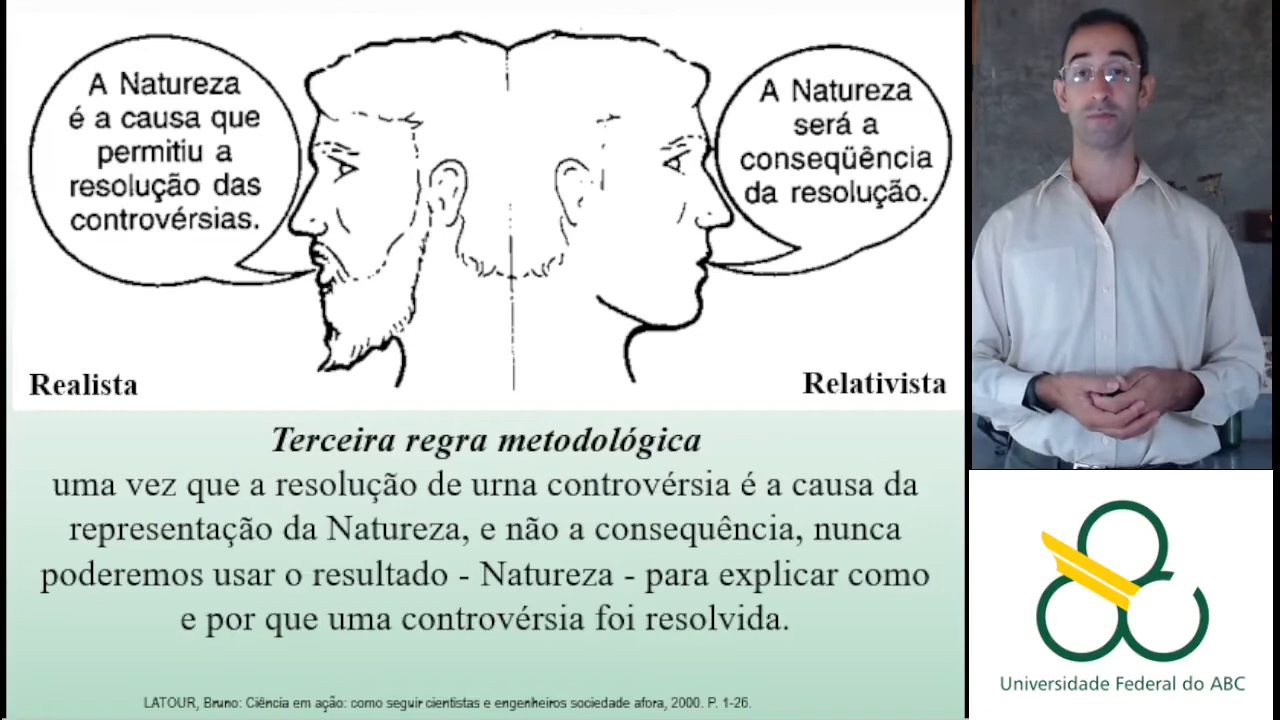 A Natureza
é a causa que
permitiu a
resolução das
controvérsias.
A Natureza
será a
conseqüência
da resolução.
Realista
Relativista
Terceira regra metodológica
uma vez que a resolução de urna controvérsia é a causa da
representação da Natureza, e não a consequência, nunca
poderemos usar o resultado - Natureza - para explicar como
e por que uma controvérsia foi resolvida.
LATOUR, Bruno: Ciência em ação: como seguir cientistas e engenheiros sociedade afora, 2000. P. 1-26.
Universidade Federal do ABC